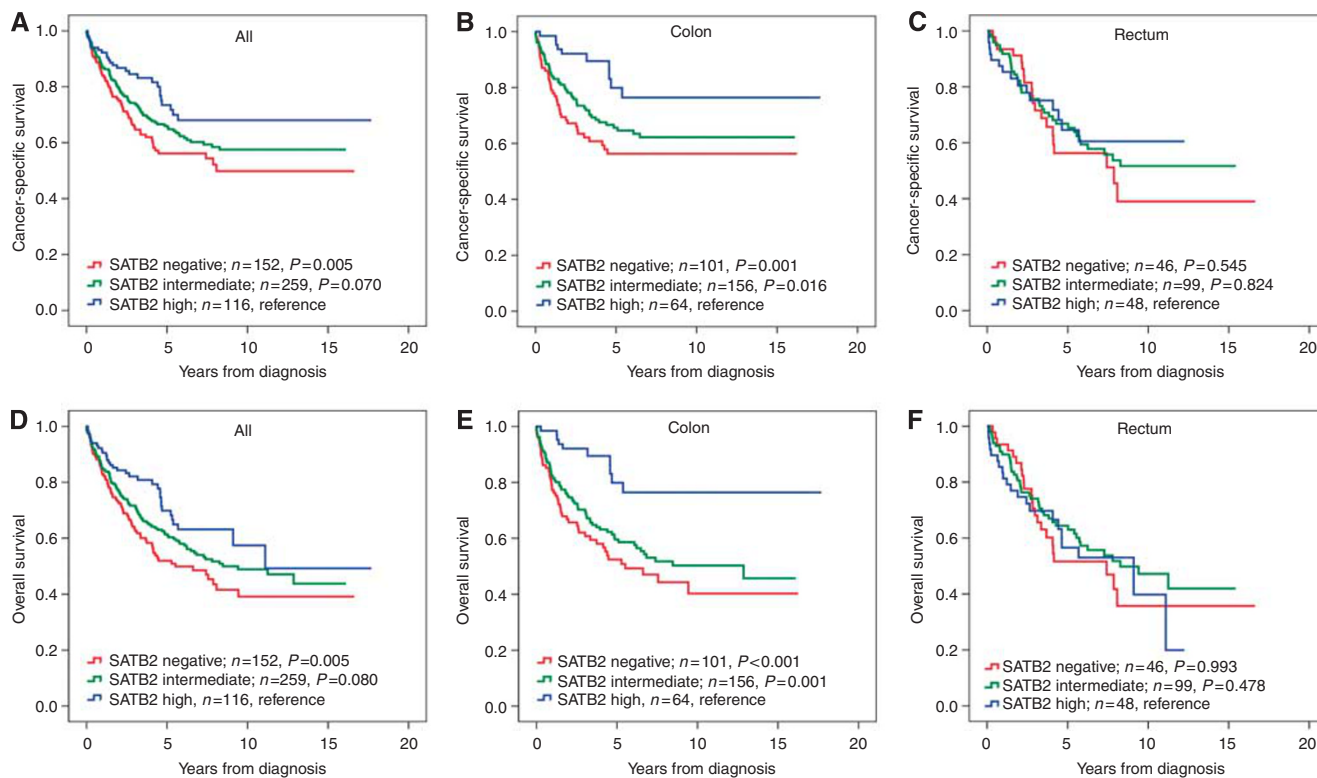 A
All
Cancer-specific survival
1.0
0.8
0.6
0.4
0.2
0.0
SATB2 negative; n=152, P=0.005
SATB2 intermediate; n=259, P=0.070
SATB2 high; n=116, reference
0 5 10 15 20
Years from diagnosis
B
Colon
Cancer-specific survival
1.0
0.8
0.6
0.4
0.2
0.0
SATB2 negative; n=101, P=0.001
SATB2 intermediate; n=156, P=0.016
SATB2 high; n=64, reference
0 5 10 15 20
Years from diagnosis
C
Rectum
Cancer-specific survival
1.0
0.8
0.6
0.4
0.2
0.0
SATB2 negative; n=46, P=0.545
SATB2 intermediate; n=99, P=0.824
SATB2 high; n=48, reference
0 5 10 15 20
Years from diagnosis
D
All
Overall survival
1.0
0.8
0.6
0.4
0.2
0.0
SATB2 negative; n=152, P=0.005
SATB2 intermediate; n=259, P=0.080
SATB2 high, n=116, reference
0 5 10 15 20
Years from diagnosis
E
Colon
Overall survival
1.0
0.8
0.6
0.4
0.2
0.0
SATB2 negative; n=101, P<0.001
SATB2 intermediate; n=156, P=0.001
SATB2 high; n=64, reference
0 5 10 15 20
Years from diagnosis
F
Rectum
Overall survival
1.0
0.8
0.6
0.4
0.2
0.0
SATB2 negative; n=46, P=0.993
SATB2 intermediate; n=99, P=0.478
SATB2 high; n=48, reference
0 5 10 15 20
Years from diagnosis